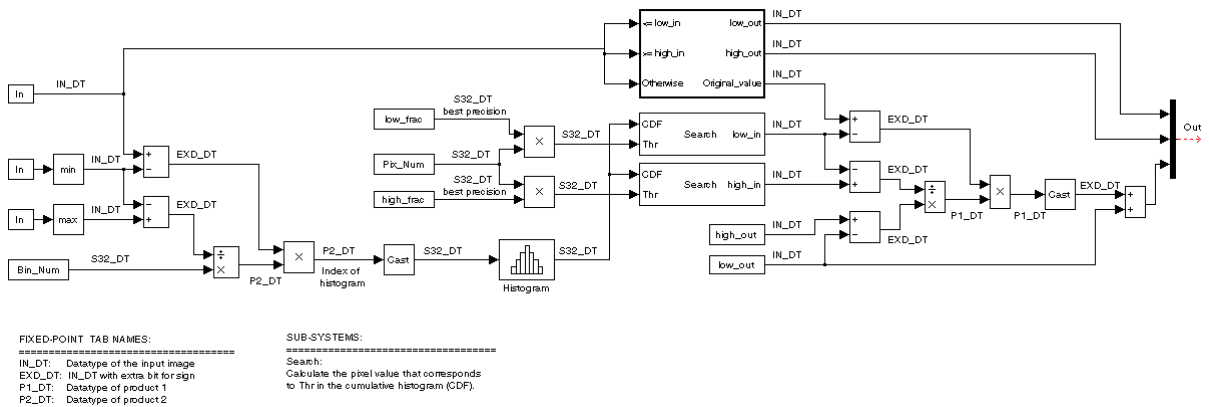 IN_DT
<= low_in
low_out
IN_DT
>= high_in
high_out
IN_DT
Otherwise
Original_value
In
IN_DT
S32_DT
best precision
low_frac
S32_DT
CDF
Search
low_in
IN_DT
Thr
+
−
EXD_DT
Out
In
min
IN_DT
+
−
EXD_DT
Pix_Num
S32_DT
×
S32_DT
best precision
high_frac
×
S32_DT
CDF
Search
high_in
IN_DT
Thr
−
+
EXD_DT
÷
×
P1_DT
×
P1_DT
Cast
EXD_DT
+
+
In
max
IN_DT
−
+
EXD_DT
high_out
IN_DT
+
−
EXD_DT
low_out
IN_DT
Bin_Num
S32_DT
÷
×
P2_DT
×
P2_DT
Index of
histogram
Cast
S32_DT
S32_DT
Histogram
FIXED-POINT TAB NAMES:
====================================
IN_DT: Datatype of the input image
EXD_DT: IN_DT with extra bit for sign
P1_DT: Datatype of product 1
P2_DT: Datatype of product 2
SUB-SYSTEMS:
===================================
Search:
Calculate the pixel value that corresponds
to Thr in the cumulative histogram (CDF).